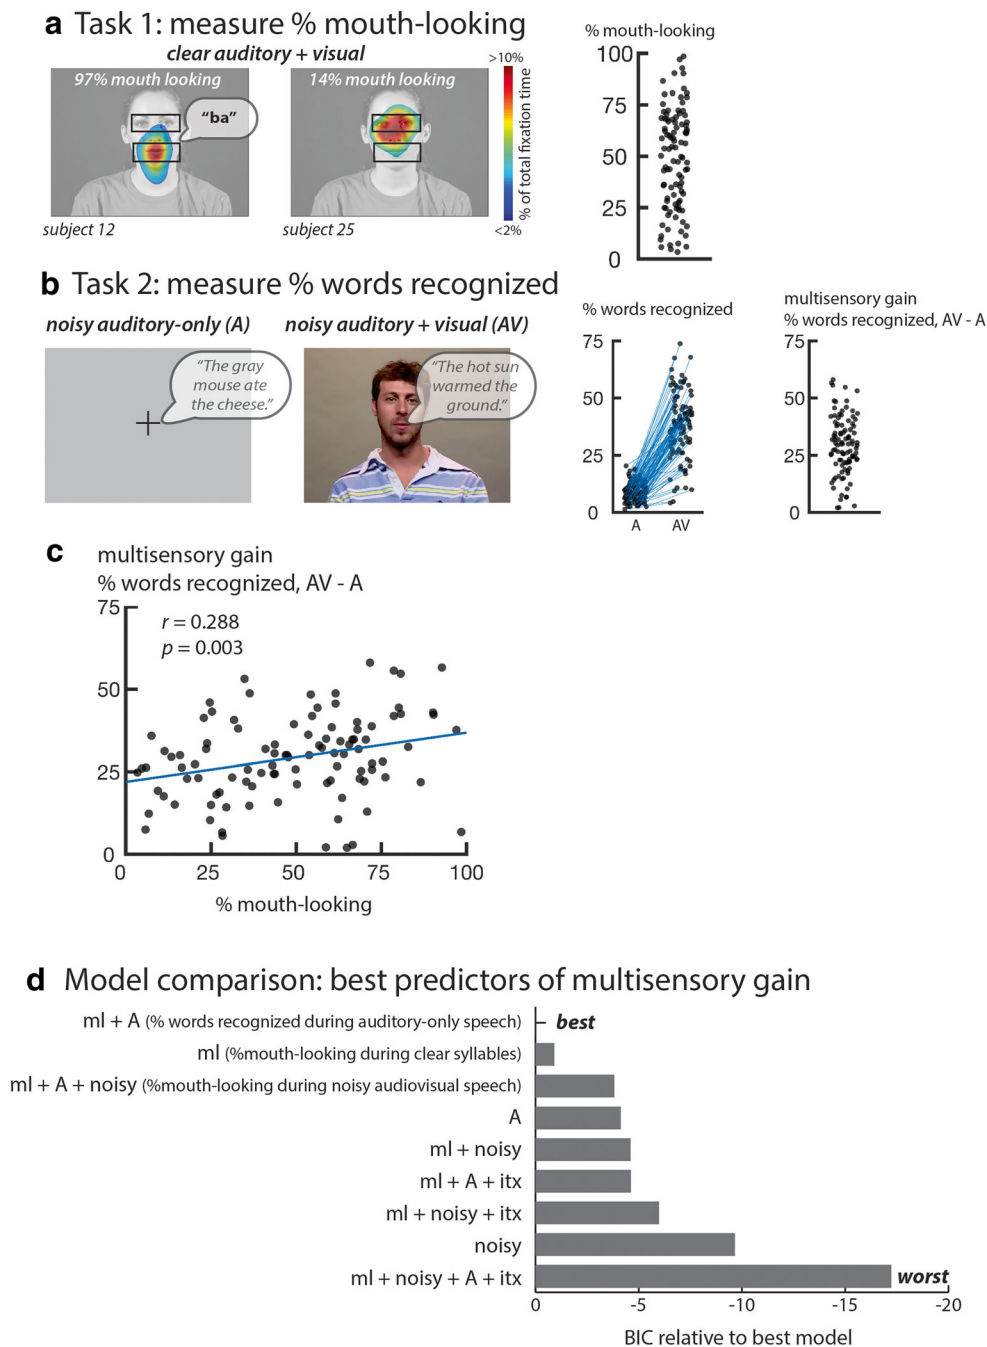 a Task 1: measure % mouth-looking
clear auditory + visual
97% mouth looking
14% mouth looking
“ba”
subject 12
subject 25
>10%
% of total fixation time
<2%
% mouth-looking
100
75
50
25
0
b Task 2: measure % words recognized
noisy auditory-only (A)
noisy auditory + visual (AV)
“The gray
mouse ate
the cheese.”
“The hot sun
warmed the
ground.”
% words recognized
75
50
25
0
A
AV
multisensory gain
% words recognized, AV - A
75
50
25
0
c
multisensory gain
% words recognized, AV - A
r = 0.288
p = 0.003
75
50
25
0
0 25 50 75 100
% mouth-looking
d Model comparison: best predictors of multisensory gain
ml + A (% words recognized during auditory-only speech)
best
ml (%mouth-looking during clear syllables)
ml + A + noisy (%mouth-looking during noisy audiovisual speech)
A
ml + noisy
ml + A + itx
ml + noisy + itx
noisy
ml + noisy + A + itx
worst
0 -5 -10 -15 -20
BIC relative to best model